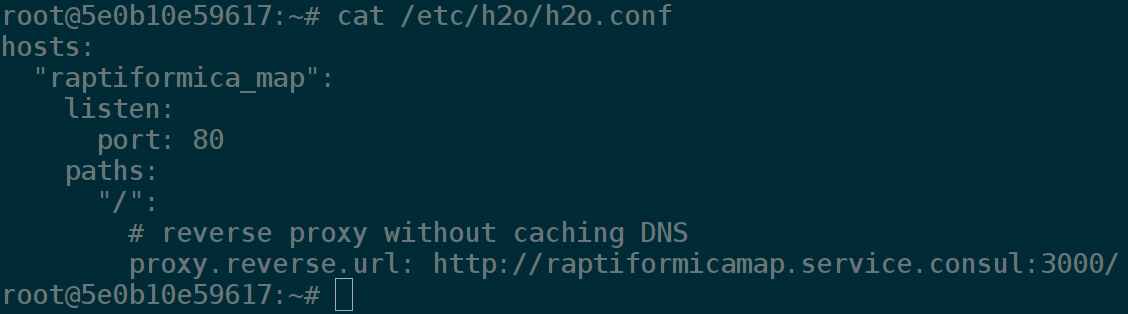 root@5e0b10e59617:~# cat /etc/h2o/h2o.conf
hosts:
  "raptiformica_map":
    listen:
      port: 80
    paths:
      "/":
        # reverse proxy without caching DNS
        proxy.reverse.url: http://raptiformicamap.service.consul:3000/
root@5e0b10e59617:~#